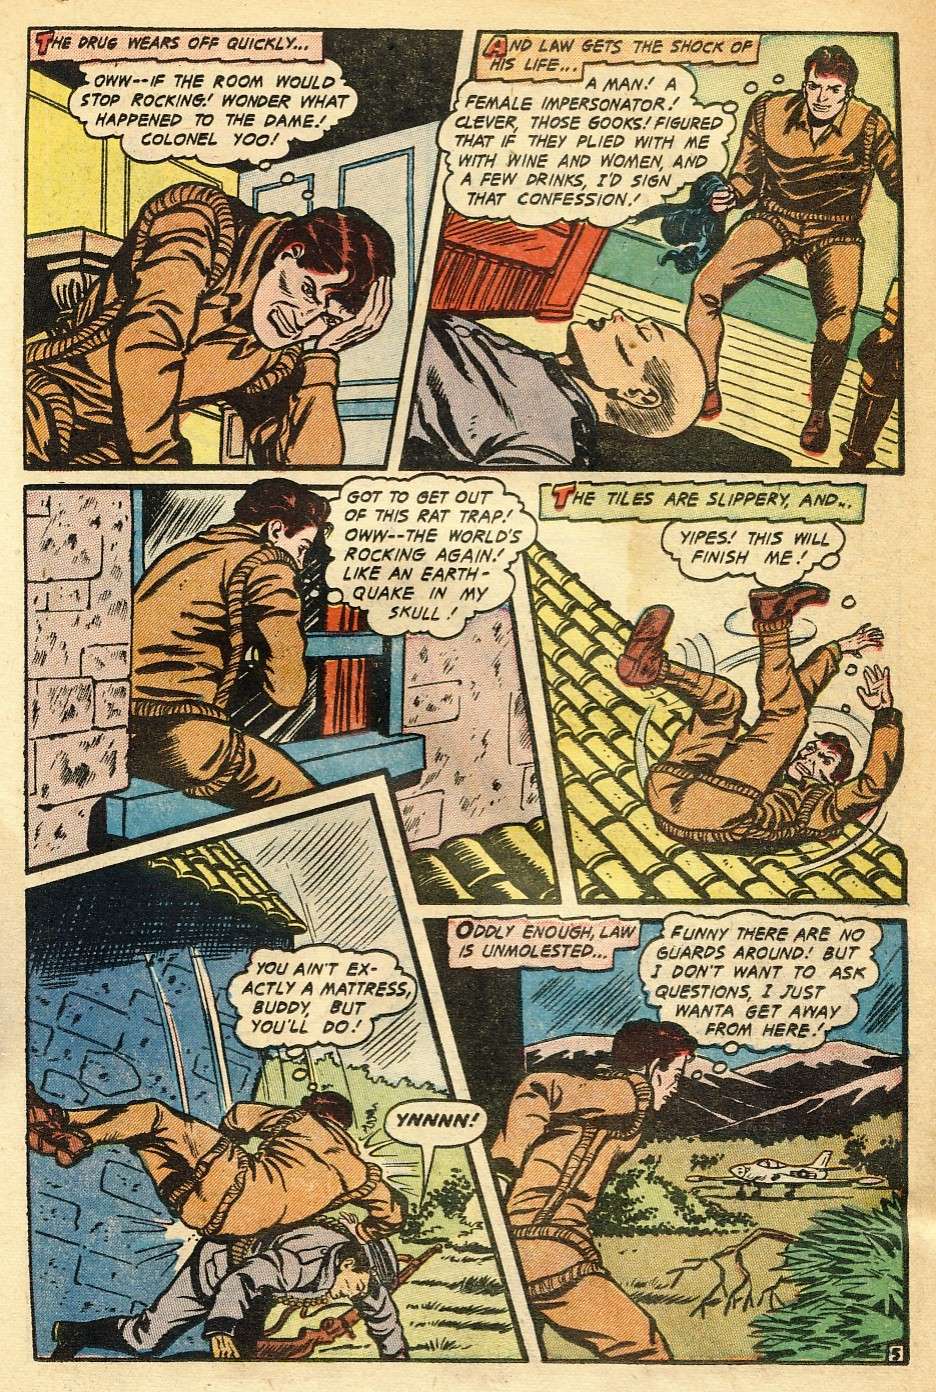 THE DRUG WEARS OFF QUICKLY...
OWW--IF THE ROOM WOULD
STOP ROCKING! WONDER WHAT
HAPPENED TO THE DAME!
COLONEL YOO!
AND LAW GETS THE SHOCK OF
HIS LIFE...
A MAN! A
FEMALE IMPERSONATOR!
CLEVER, THOSE GOOKS! FIGURED
THAT IF THEY PLIED WITH ME
WITH WINE AND WOMEN, AND
A FEW DRINKS, I'D SIGN
THAT CONFESSION!
GOT TO GET OUT
OF THIS RAT TRAP!
OWW--THE WORLD'S
ROCKING AGAIN!
LIKE AN EARTH-
QUAKE IN MY
SKULL!
THE TILES ARE SLIPPERY, AND...
YIPES! THIS WILL
FINISH ME!
YOU AIN'T EX-
ACTLY A MATTRESS,
BUDDY, BUT
YOU'LL DO!
YNNNN!
ODDLY ENOUGH, LAW
IS UNMOLESTED...
FUNNY THERE ARE NO
GUARDS AROUND! BUT
I DON'T WANT TO ASK
QUESTIONS, I JUST
WANTA GET AWAY
FROM HERE!
5